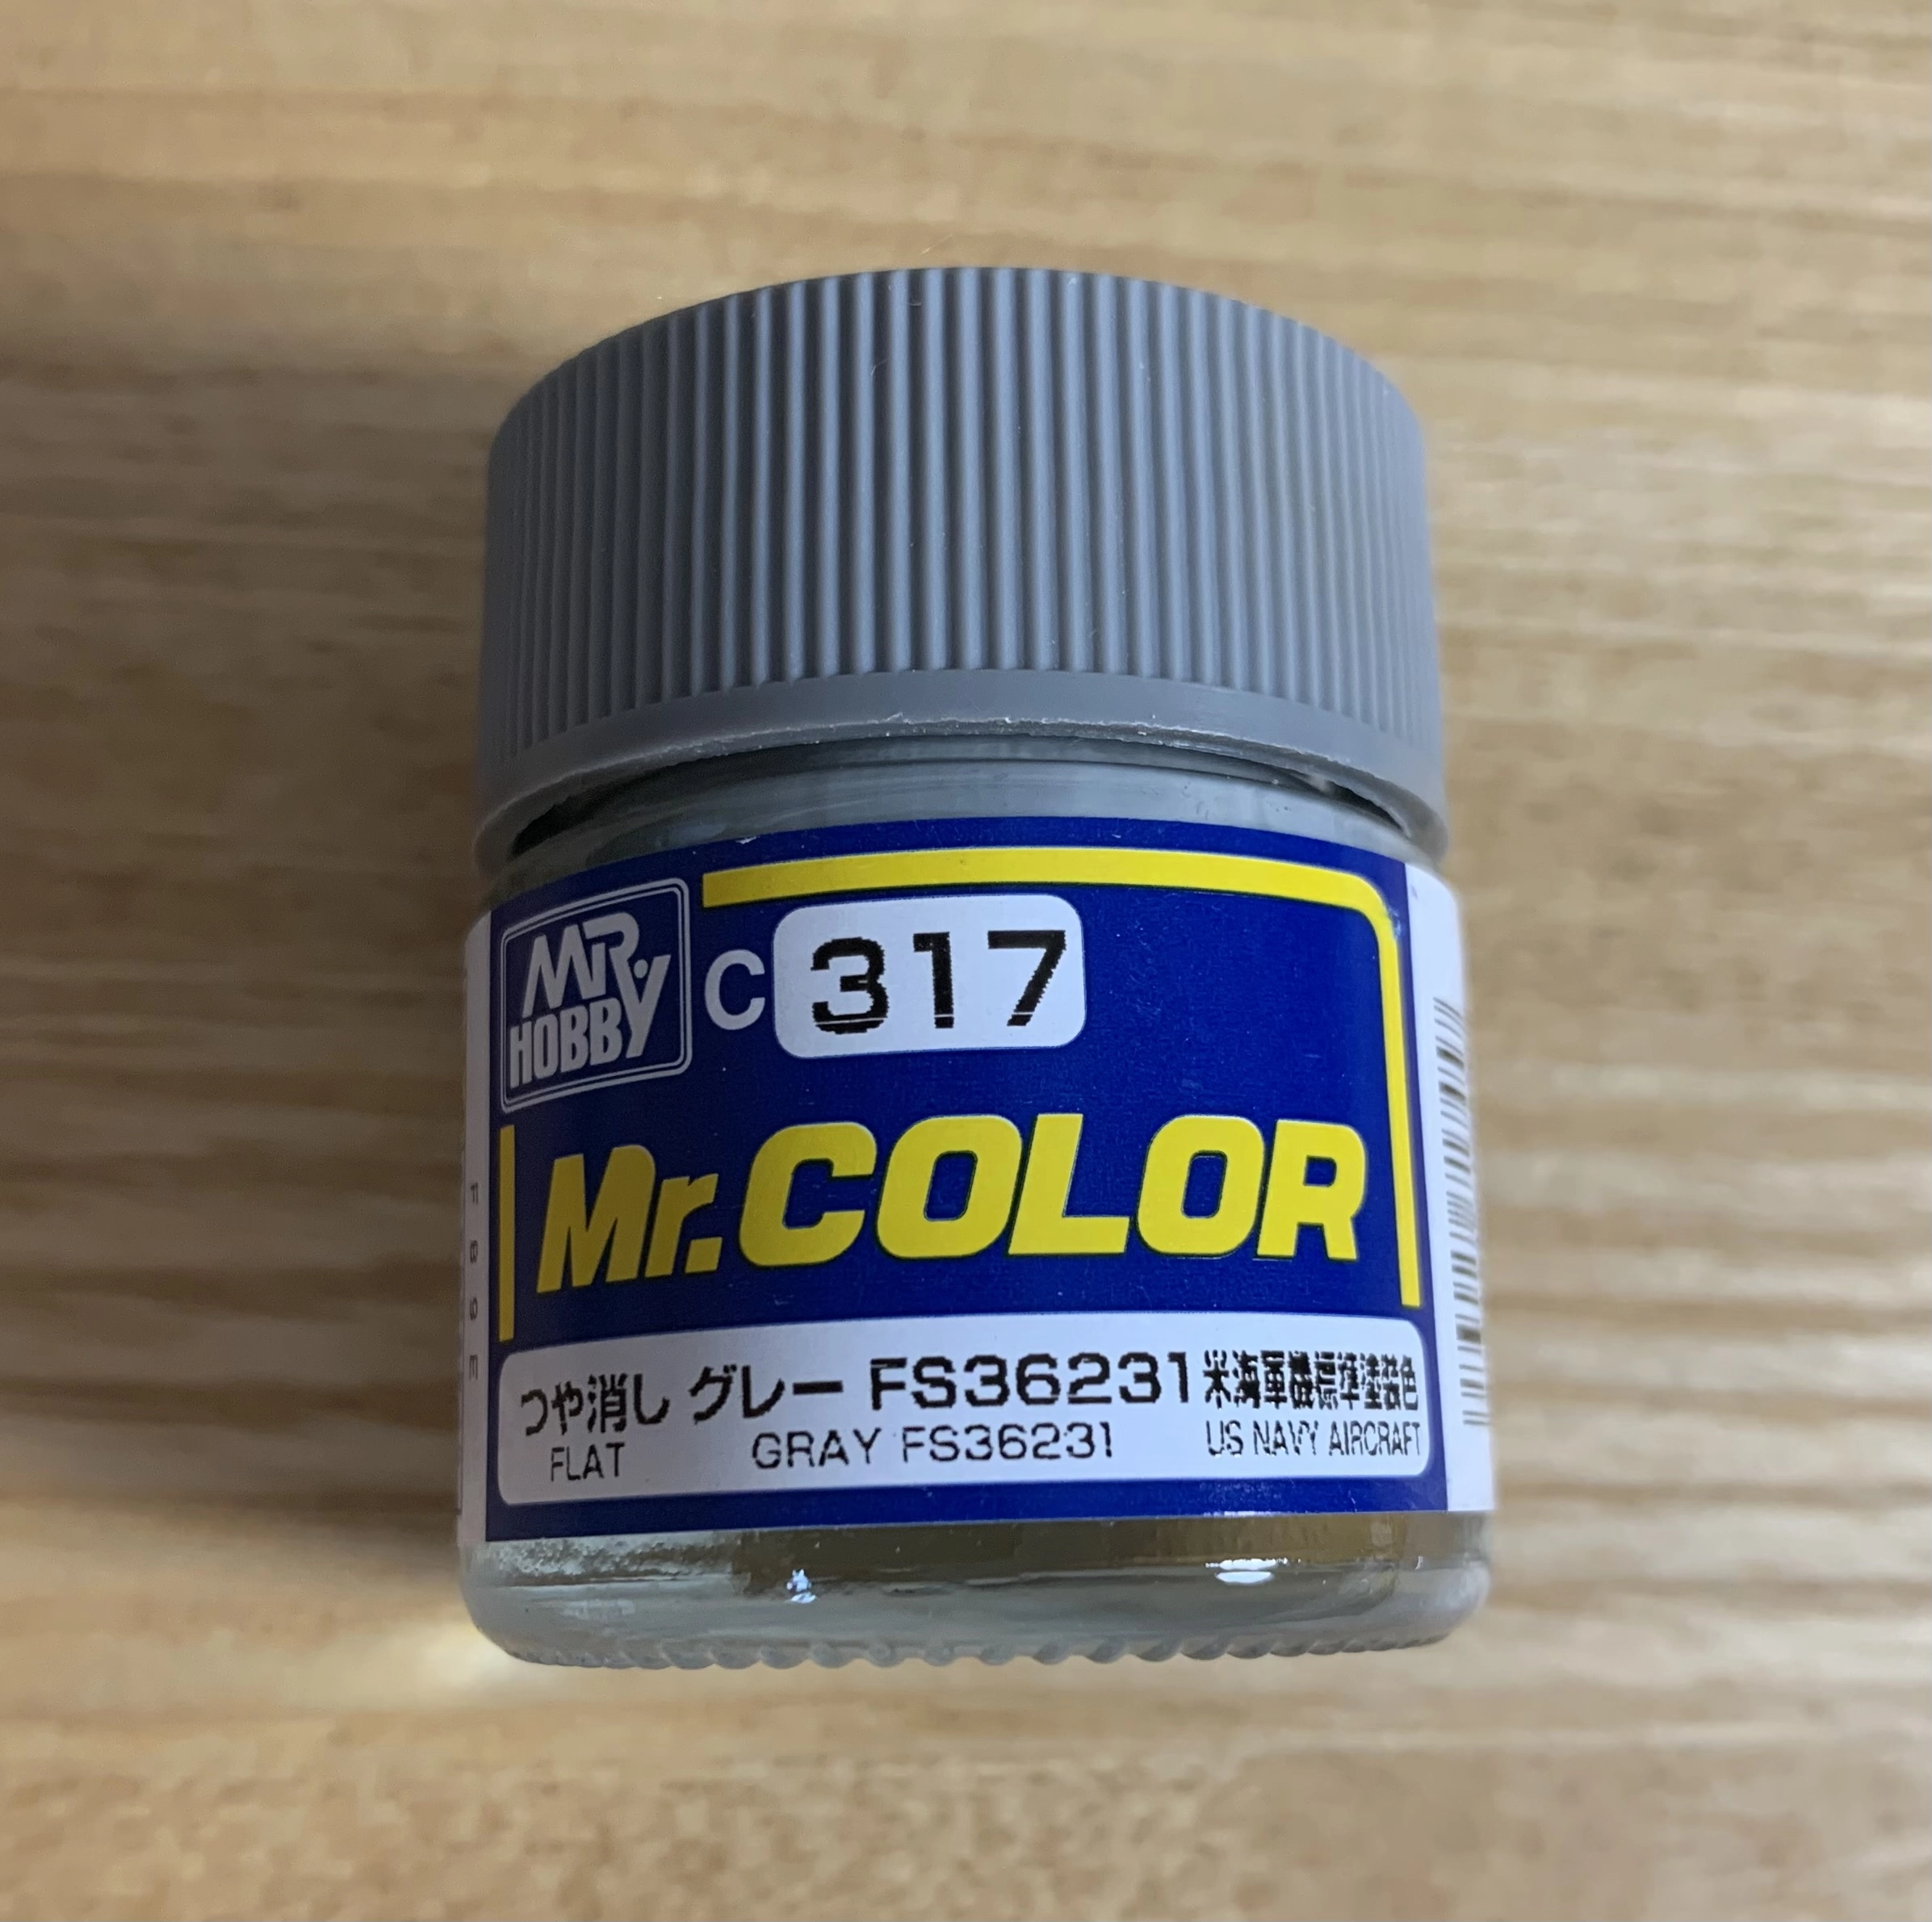 MR. HOBBY
C 317
Mr.COLOR
つや消し グレー FS36231 米海軍機標準塗装色
FLAT GRAY FS36231 US NAVY AIRCRAFT